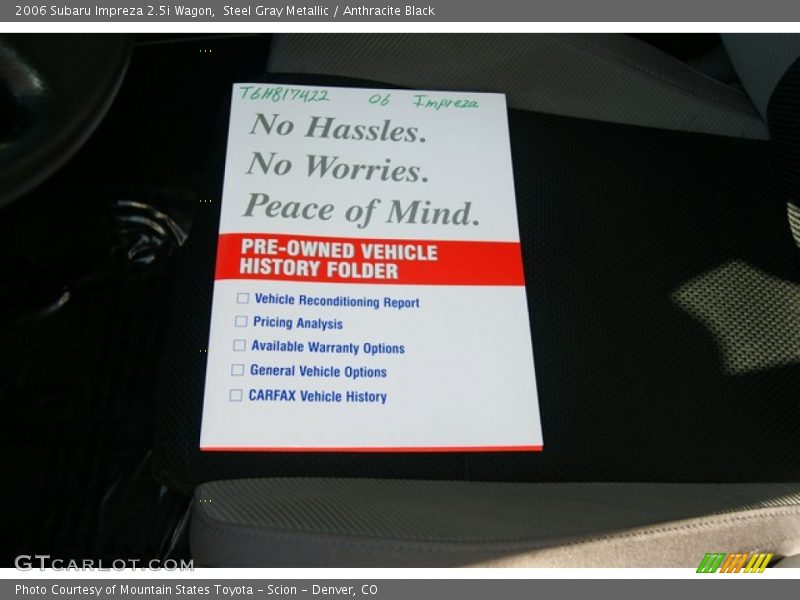 2006 Subaru Impreza 2.5i Wagon, Steel Gray Metallic / Anthracite Black
T6H817422 06 Impreza
No Hassles.
No Worries.
Peace of Mind.
PRE-OWNED VEHICLE
HISTORY FOLDER
Vehicle Reconditioning Report
Pricing Analysis
Available Warranty Options
General Vehicle Options
CARFAX Vehicle History
GTCARLOT.COM
Photo Courtesy of Mountain States Toyota - Scion - Denver, CO